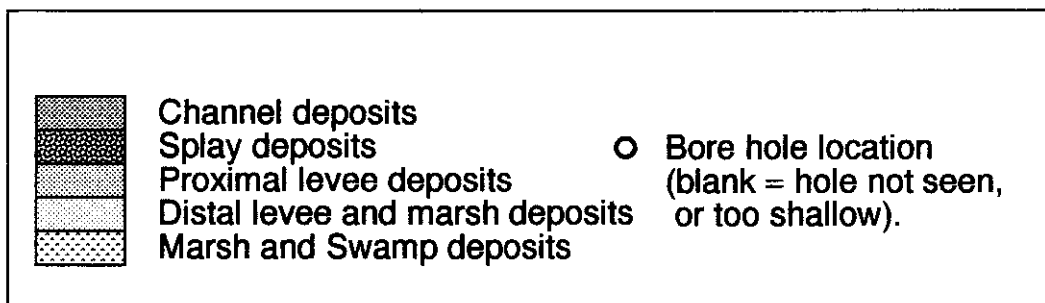 Channel deposits
Splay deposits
Proximal levee deposits
Distal levee and marsh deposits
Marsh and Swamp deposits
Bore hole location
(blank = hole not seen,
or too shallow).